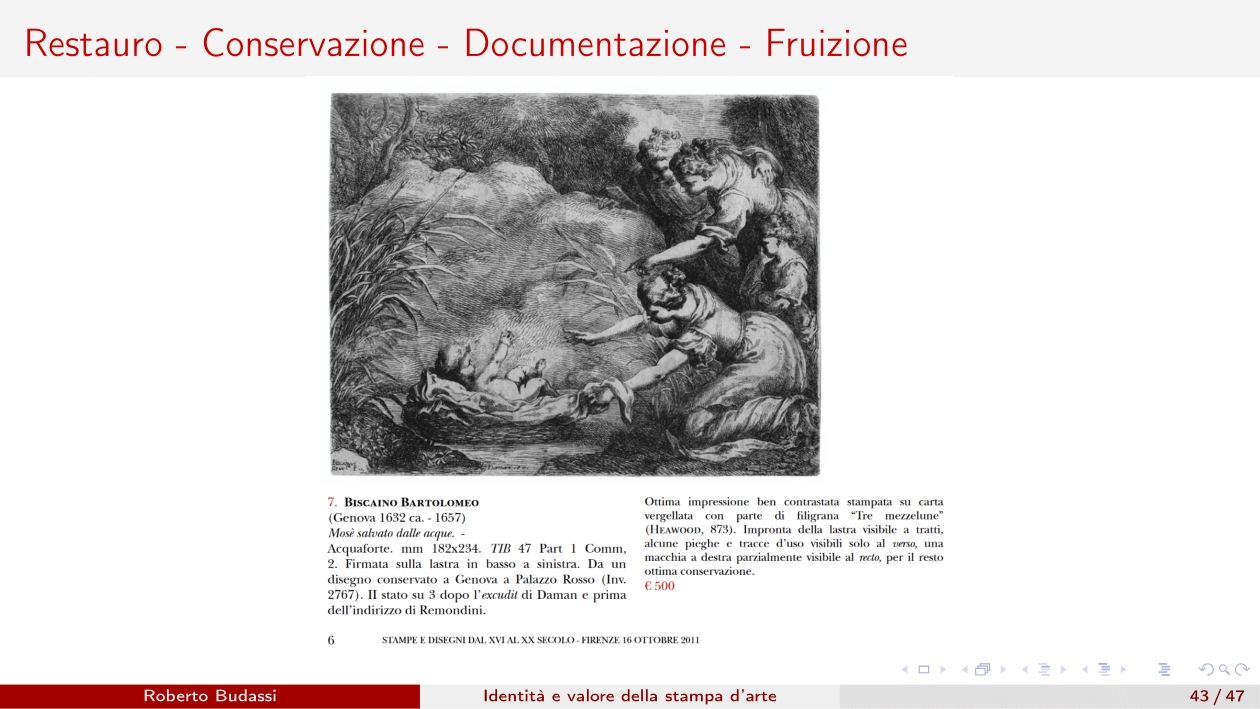 Restauro - Conservazione - Documentazione - Fruizione
7. BISCAINO BARTOLOMEO
(Genova 1632 ca. - 1657)
Mosè salvato dalle acque. -
Acquaforte. mm 182x234. TIB 47 Part 1 Comm,
2. Firmata sulla lastra in basso a sinistra. Da un
disegno conservato a Genova a Palazzo Rosso (Inv.
2767). II stato su 3 dopo l'excudit di Daman e prima
dell'indirizzo di Remondini.
Ottima impressione ben contrastata stampata su carta
vergellata con parte di filigrana “Tre mezzelune”
(HEAWOOD, 873). Impronta della lastra visibile a tratti,
alcune pieghe e tracce d'uso visibili solo al verso, una
macchia a destra parzialmente visibile al recto, per il resto
ottima conservazione.
€ 500
6 STAMPE E DISEGNI DAL XVI AL XX SECOLO - FIRENZE 16 OTTOBRE 2011
Roberto Budassi Identità e valore della stampa d'arte 43 / 47